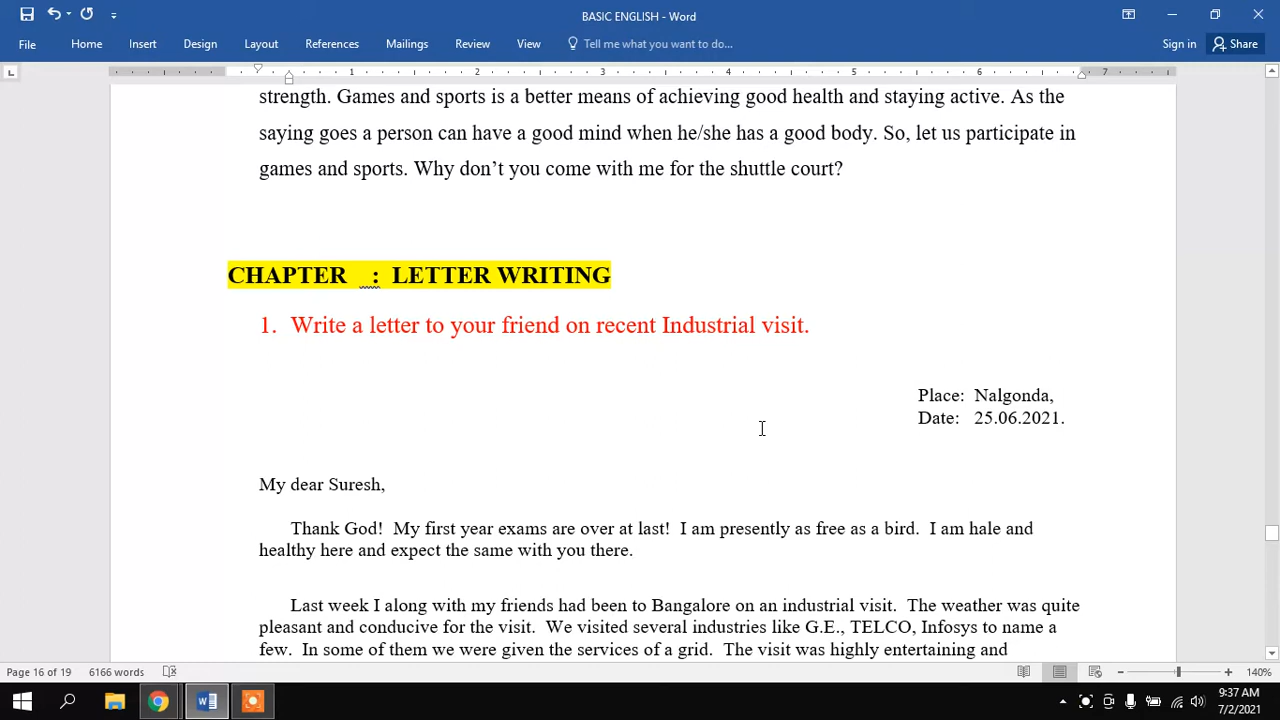 BASIC ENGLISH - Word
File Home Insert Design Layout References Mailings Review View Tell me what you want to do... Sign in Share
1 2 3 4 5 6 7
strength. Games and sports is a better means of achieving good health and staying active. As the
saying goes a person can have a good mind when he/she has a good body. So, let us participate in
games and sports. Why don’t you come with me for the shuttle court?
CHAPTER : LETTER WRITING
1. Write a letter to your friend on recent Industrial visit.
Place: Nalgonda,
Date: 25.06.2021.
My dear Suresh,
Thank God! My first year exams are over at last! I am presently as free as a bird. I am hale and
healthy here and expect the same with you there.
Last week I along with my friends had been to Bangalore on an industrial visit. The weather was quite
pleasant and conducive for the visit. We visited several industries like G.E., TELCO, Infosys to name a
few. In some of them we were given the services of a grid. The visit was highly entertaining and
Page 16 of 19 6166 words 140%
9:37 AM
7/2/2021